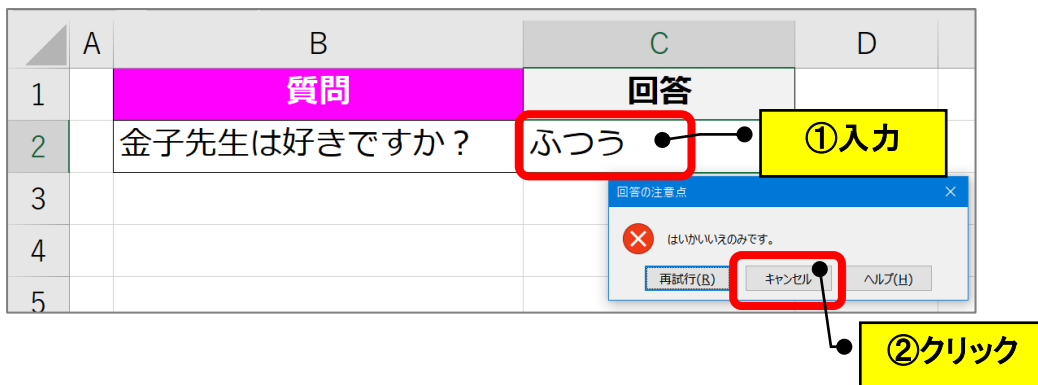 A B C D
1 質問 回答
2 金子先生は好きですか？ ふつう
①入力
3
回答の注意点
4 はいかいいえのみです。
再試行(R) キャンセル ヘルプ(H)
5
②クリック